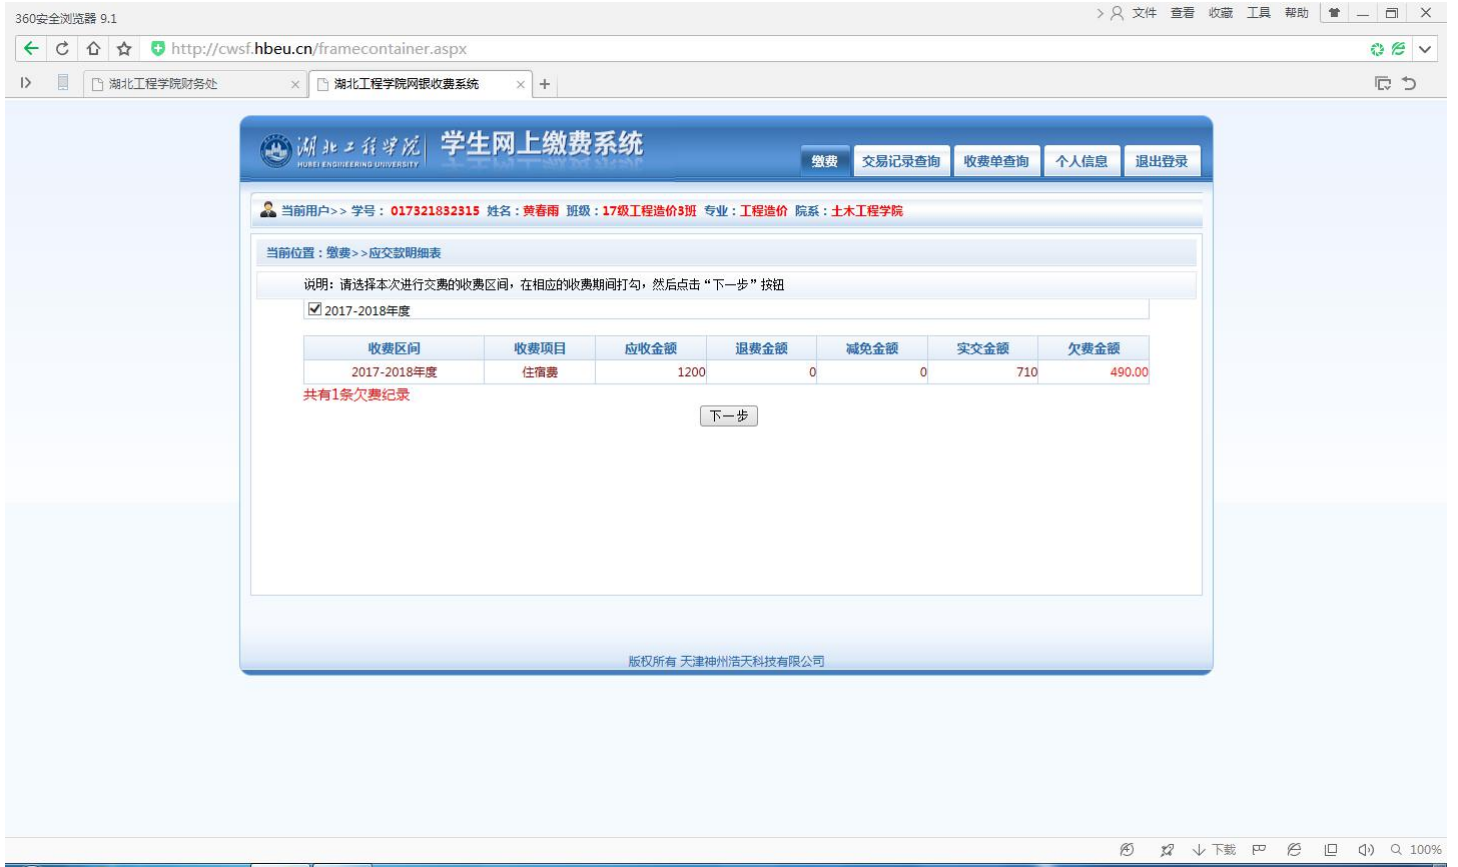 360安全浏览器 9.1
文件 查看 收藏 工具 帮助
http://cwsf.hbeu.cn/framecontainer.aspx
湖北工程学院财务处
湖北工程学院网银收费系统
湖北工程学院 学生网上缴费系统
HUBEI ENGINEERING UNIVERSITY
缴费 交易记录查询 收费单查询 个人信息 退出登录
当前用户>> 学号：017321832315 姓名：黄春雨 班级：17级工程造价3班 专业：工程造价 院系：土木工程学院
当前位置：缴费>>应交款明细表
说明：请选择本次进行交费的收费区间，在相应的收费期间打勾，然后点击“下一步”按钮
2017-2018年度
收费区间 收费项目 应收金额 退费金额 减免金额 实交金额 欠费金额
2017-2018年度 住宿费 1200 0 0 710 490.00
共有1条欠费纪录
下一步
版权所有 天津神州浩天科技有限公司
下载 100%